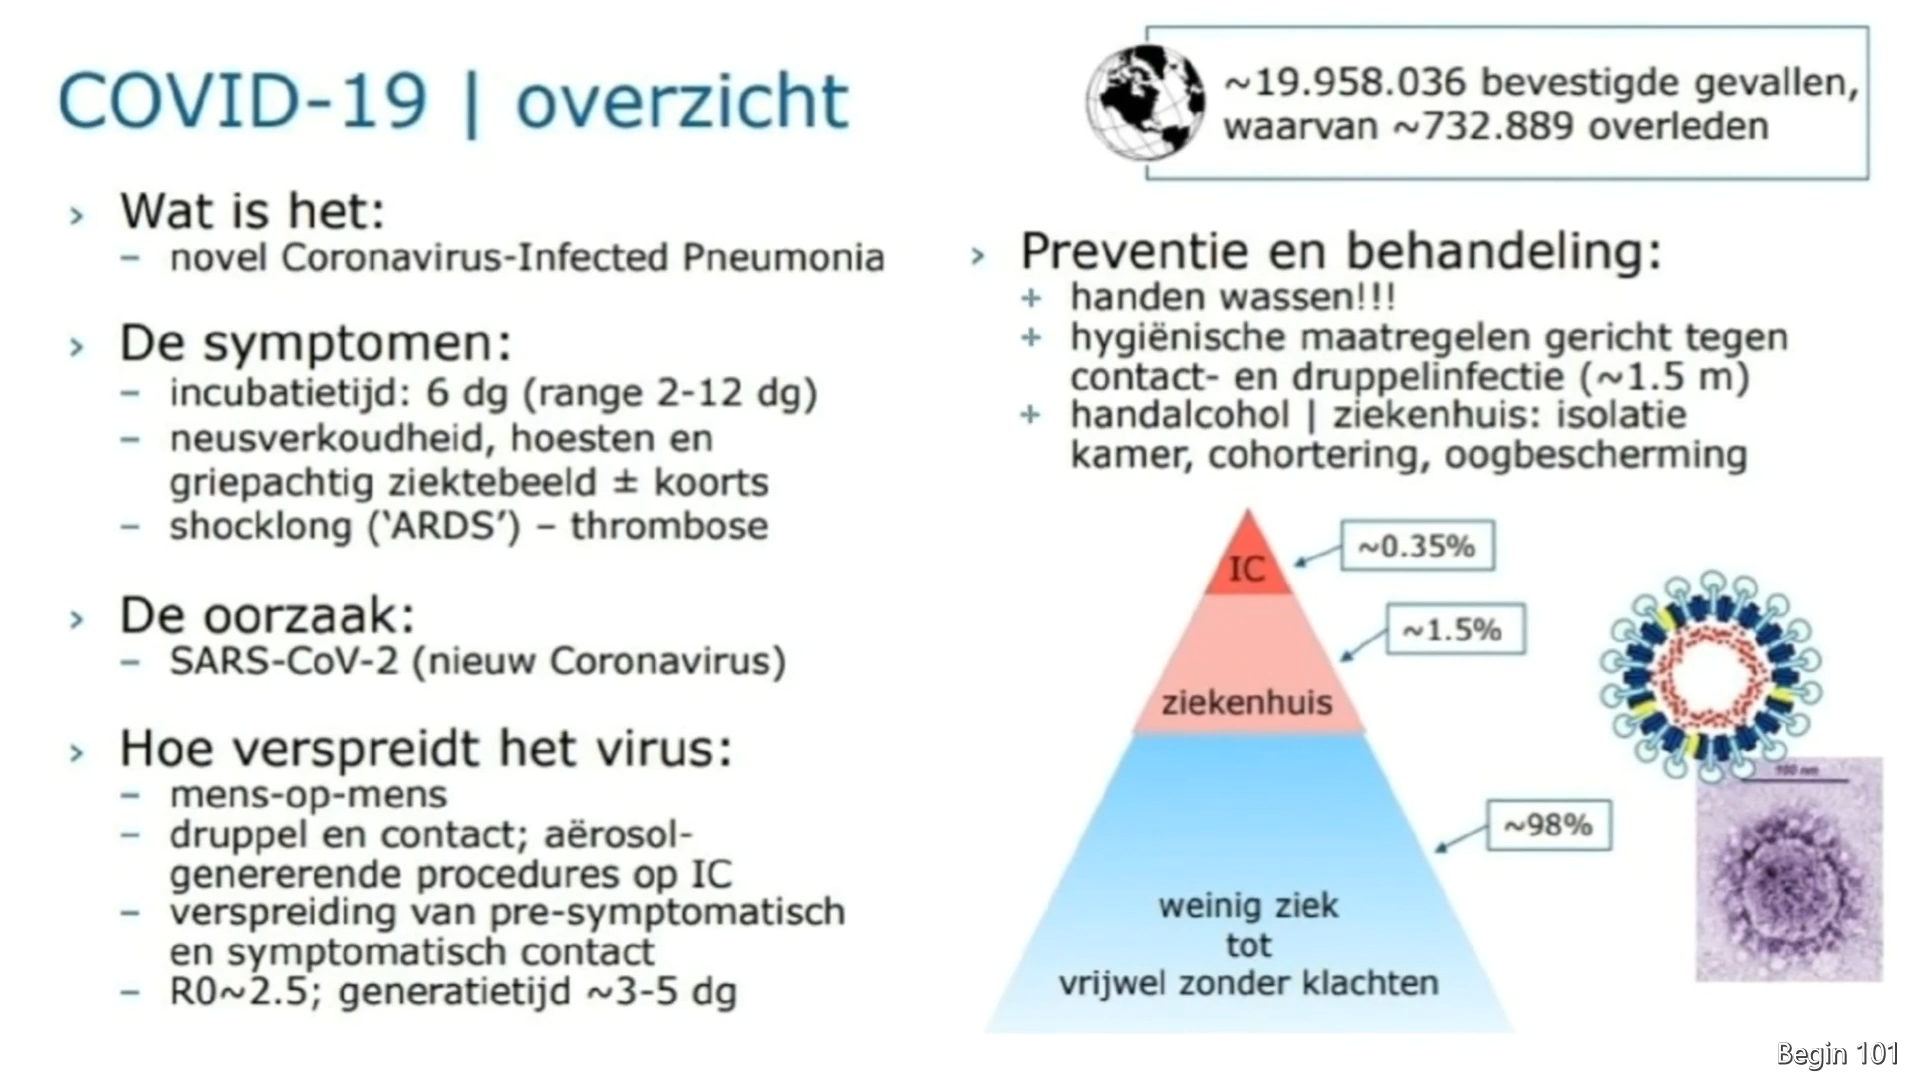 COVID-19 | overzicht
~19.958.036 bevestigde gevallen,
waarvan ~732.889 overleden
› Wat is het:
– novel Coronavirus-Infected Pneumonia
› De symptomen:
– incubatietijd: 6 dg (range 2-12 dg)
– neusverkoudheid, hoesten en
griepachtig ziektebeeld ± koorts
– shocklong (‘ARDS’) – thrombose
› De oorzaak:
– SARS-CoV-2 (nieuw Coronavirus)
› Hoe verspreidt het virus:
– mens-op-mens
– druppel en contact; aërosol-
genererende procedures op IC
– verspreiding van pre-symptomatisch
en symptomatisch contact
– R0~2.5; generatietijd ~3-5 dg
› Preventie en behandeling:
+ handen wassen!!!
+ hygiënische maatregelen gericht tegen
contact- en druppelinfectie (~1.5 m)
+ handalcohol | ziekenhuis: isolatie
kamer, cohortering, oogbescherming
IC
~0.35%
~1.5%
ziekenhuis
~98%
weinig ziek
tot
vrijwel zonder klachten
100 nm
Begin 101